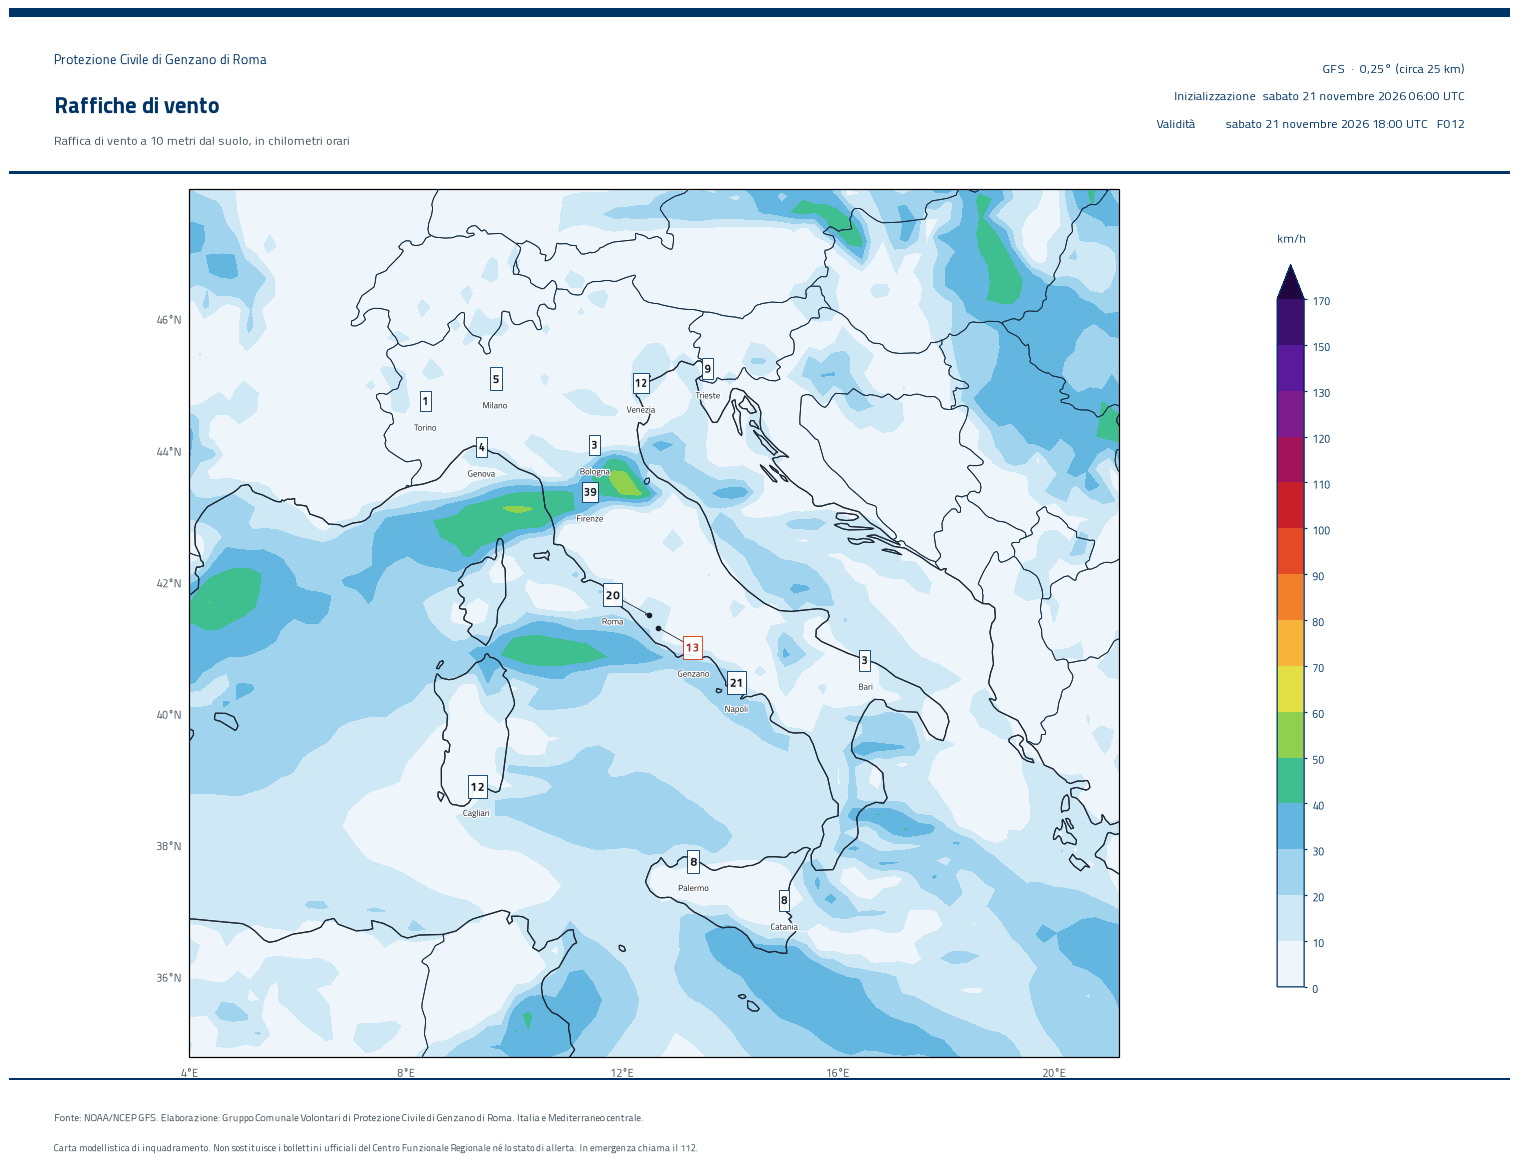 Protezione Civile di Genzano di Roma
Raffiche di vento
Raffica di vento a 10 metri dal suolo, in chilometri orari
GFS · 0,25° (circa 25 km)
Inizializzazione sabato 21 novembre 2026 06:00 UTC
Validità sabato 21 novembre 2026 18:00 UTC F012
km/h
170
150
130
120
110
100
90
80
70
60
50
40
30
20
10
0
46°N
44°N
42°N
40°N
38°N
36°N
4°E
8°E
12°E
16°E
20°E
9
Trieste
5
Milano
12
Venezia
1
Torino
4
Genova
3
Bologna
39
Firenze
20
Roma
13
Genzano
3
Bari
21
Napoli
12
Cagliari
8
Palermo
8
Catania
Fonte: NOAA/NCEP GFS. Elaborazione: Gruppo Comunale Volontari di Protezione Civile di Genzano di Roma. Italia e Mediterraneo centrale.
Carta modellistica di inquadramento. Non sostituisce i bollettini ufficiali del Centro Funzionale Regionale né lo stato di allerta. In emergenza chiama il 112.